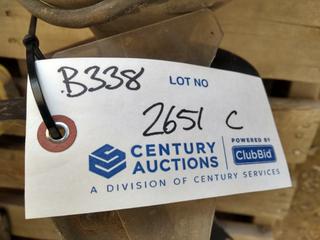 B338 LOT NO
2651 C
CENTURY AUCTIONS
POWERED BY
ClubBid
A DIVISION OF CENTURY SERVICES